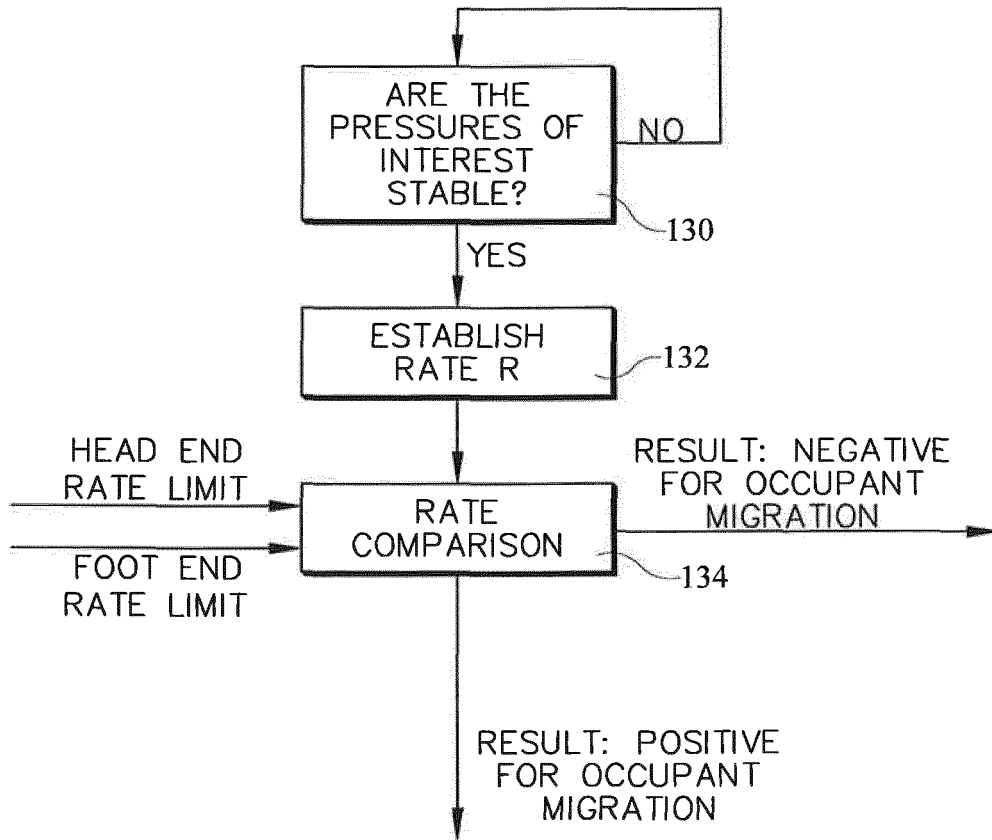 ARE THE
PRESSURES OF
INTEREST
STABLE?
NO
130
YES
ESTABLISH
RATE R
132
HEAD END
RATE LIMIT
RESULT: NEGATIVE
FOR OCCUPANT
MIGRATION
RATE
COMPARISON
FOOT END
RATE LIMIT
134
RESULT: POSITIVE
FOR OCCUPANT
MIGRATION